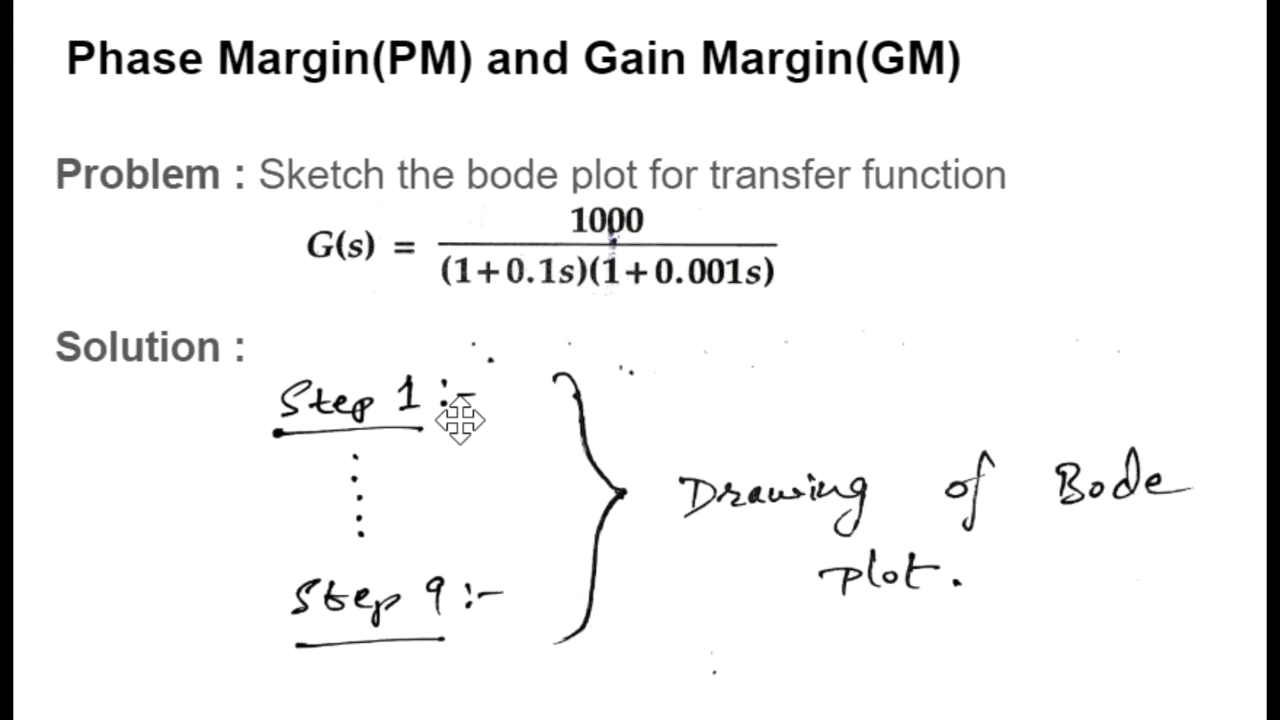 Phase Margin(PM) and Gain Margin(GM)
Problem : Sketch the bode plot for transfer function
G(s) = 1000
(1+0.1s)(1+0.001s)
Solution :
Step 1 :-
Drawing of Bode
plot.
Step 9 :-